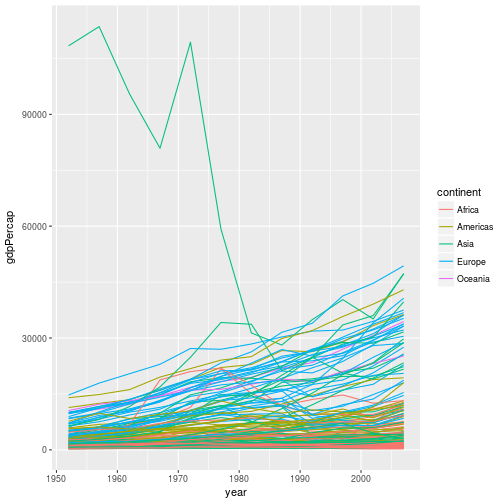 gdpPercap
90000
60000
30000
0
1950
1960
1970
1980
1990
2000
year
continent
Africa
Americas
Asia
Europe
Oceania